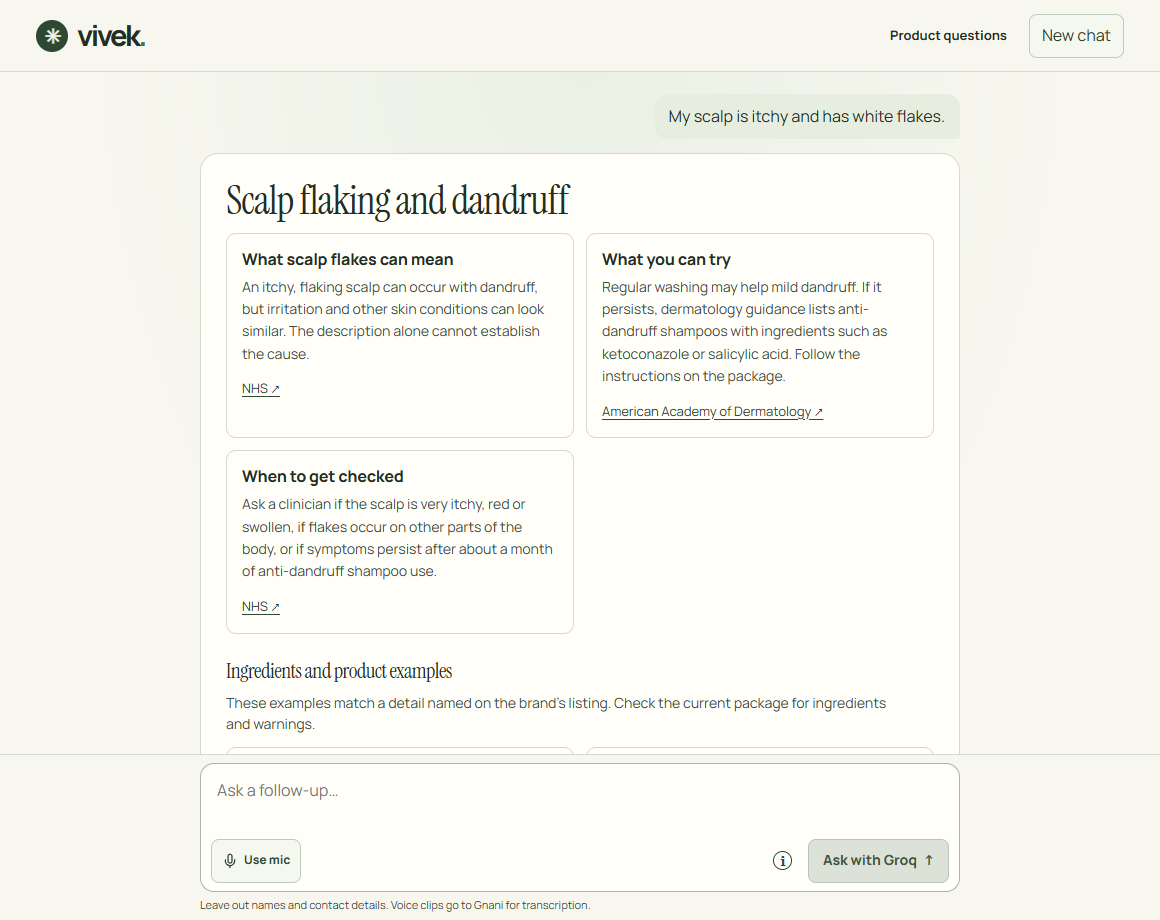 vivek.
Product questions
New chat
My scalp is itchy and has white flakes.
Scalp flaking and dandruff
What scalp flakes can mean
An itchy, flaking scalp can occur with dandruff,
but irritation and other skin conditions can look
similar. The description alone cannot establish
the cause.
NHS ↗
What you can try
Regular washing may help mild dandruff. If it
persists, dermatology guidance lists anti-
dandruff shampoos with ingredients such as
ketoconazole or salicylic acid. Follow the
instructions on the package.
American Academy of Dermatology ↗
When to get checked
Ask a clinician if the scalp is very itchy, red or
swollen, if flakes occur on other parts of the
body, or if symptoms persist after about a month
of anti-dandruff shampoo use.
NHS ↗
Ingredients and product examples
These examples match a detail named on the brand's listing. Check the current package for ingredients
and warnings.
Ask a follow-up...
Use mic
Ask with Groq ↑
Leave out names and contact details. Voice clips go to Gnani for transcription.